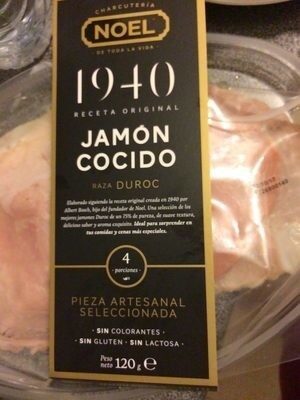 CHARCUTERÍA
NOEL
- DE TODA LA VIDA -
1940
RECETA ORIGINAL
JAMÓN
COCIDO
RAZA DUROC
Elaborado siguiendo la receta original creada en 1940 por
Albert Bosch, hijo del fundador de Noel. Una selección de los
mejores jamones Duroc de un 75% de pureza, de suave textura,
delicioso sabor y aroma exquisito. Ideal para sorprender en
tus comidas y cenas más especiales.
4
porciones
PIEZA ARTESANAL
SELECCIONADA
· SIN COLORANTES ·
· SIN GLUTEN · SIN LACTOSA ·
Peso
neto 120 g e